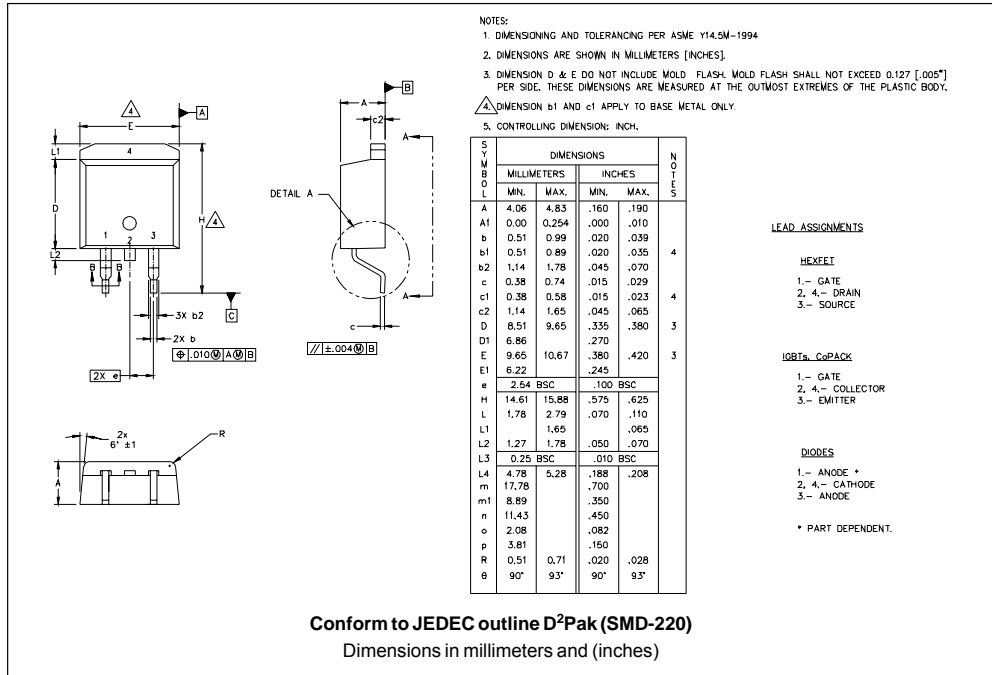 NOTES:
1. DIMENSIONING AND TOLERANCING PER ASME Y14.5M-1994
2. DIMENSIONS ARE SHOWN IN MILLIMETERS [INCHES].
3. DIMENSION D & E DO NOT INCLUDE MOLD FLASH. MOLD FLASH SHALL NOT EXCEED 0.127 [.005"]
PER SIDE. THESE DIMENSIONS ARE MEASURED AT THE OUTMOST EXTREMES OF THE PLASTIC BODY.
4. DIMENSION b1 AND c1 APPLY TO BASE METAL ONLY.
5. CONTROLLING DIMENSION: INCH.
4
E
A
L1
4
D
H
4
1 2 3
L2
B B
C
3X b2
2X b
⌖ .010 Ⓜ A Ⓜ B
2X e
A
B
c2
A
DETAIL A
A
c
// ±.004 Ⓜ B
2x
6° ±1
R
A
SYMBOL DIMENSIONS NOTES
MILLIMETERS INCHES
MIN. MAX. MIN. MAX.
A 4.06 4.83 .160 .190
A1 0.00 0.254 .000 .010
b 0.51 0.99 .020 .039
b1 0.51 0.89 .020 .035 4
b2 1.14 1.78 .045 .070
c 0.38 0.74 .015 .029
c1 0.38 0.58 .015 .023 4
c2 1.14 1.65 .045 .065
D 8.51 9.65 .335 .380 3
D1 6.86 .270
E 9.65 10.67 .380 .420 3
E1 6.22 .245
e 2.54 BSC .100 BSC
H 14.61 15.88 .575 .625
L 1.78 2.79 .070 .110
L1 1.65 .065
L2 1.27 1.78 .050 .070
L3 0.25 BSC .010 BSC
L4 4.78 5.28 .188 .208
m 17.78 .700
m1 8.89 .350
n 11.43 .450
o 2.08 .082
p 3.81 .150
R 0.51 0.71 .020 .028
θ 90° 93° 90° 93°
LEAD ASSIGNMENTS
HEXFET
1.- GATE
2, 4.- DRAIN
3.- SOURCE
IGBTs, CoPACK
1.- GATE
2, 4.- COLLECTOR
3.- EMITTER
DIODES
1.- ANODE *
2, 4.- CATHODE
3.- ANODE
* PART DEPENDENT.
Conform to JEDEC outline D²Pak (SMD-220)
Dimensions in millimeters and (inches)